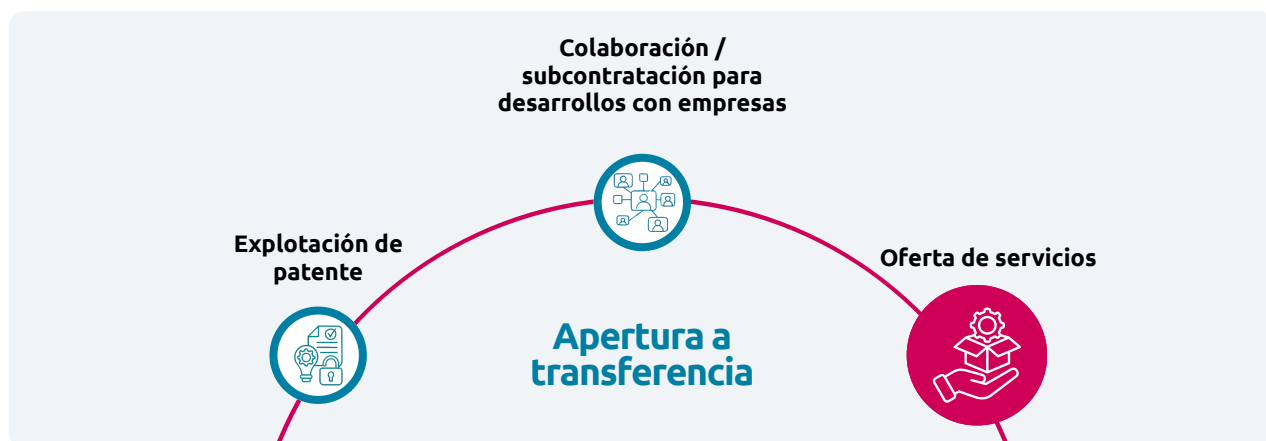 Colaboración /
subcontratación para
desarrollos con empresas
Explotación de
patente
Oferta de servicios
Apertura a
transferencia